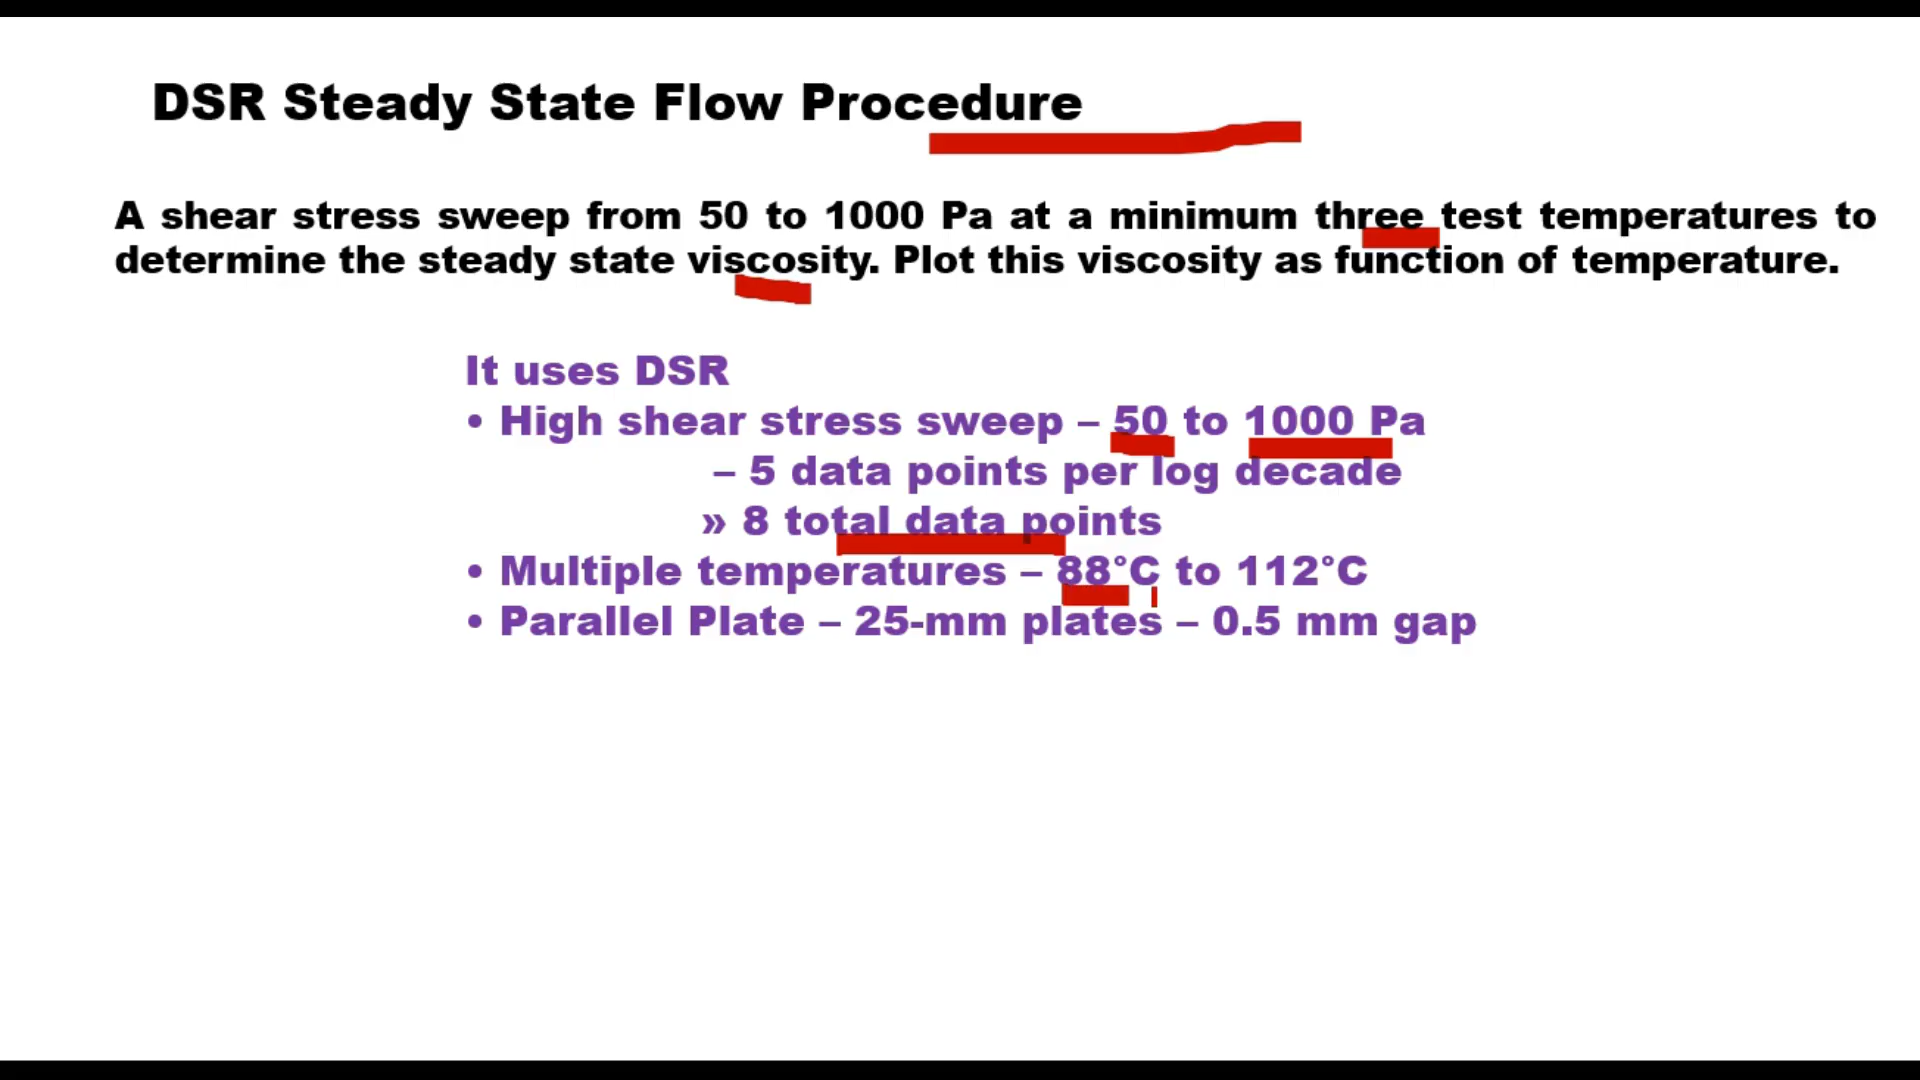 DSR Steady State Flow Procedure
A shear stress sweep from 50 to 1000 Pa at a minimum three test temperatures to
determine the steady state viscosity. Plot this viscosity as function of temperature.
It uses DSR
• High shear stress sweep – 50 to 1000 Pa
– 5 data points per log decade
» 8 total data points
• Multiple temperatures – 88°C to 112°C
• Parallel Plate – 25-mm plates – 0.5 mm gap